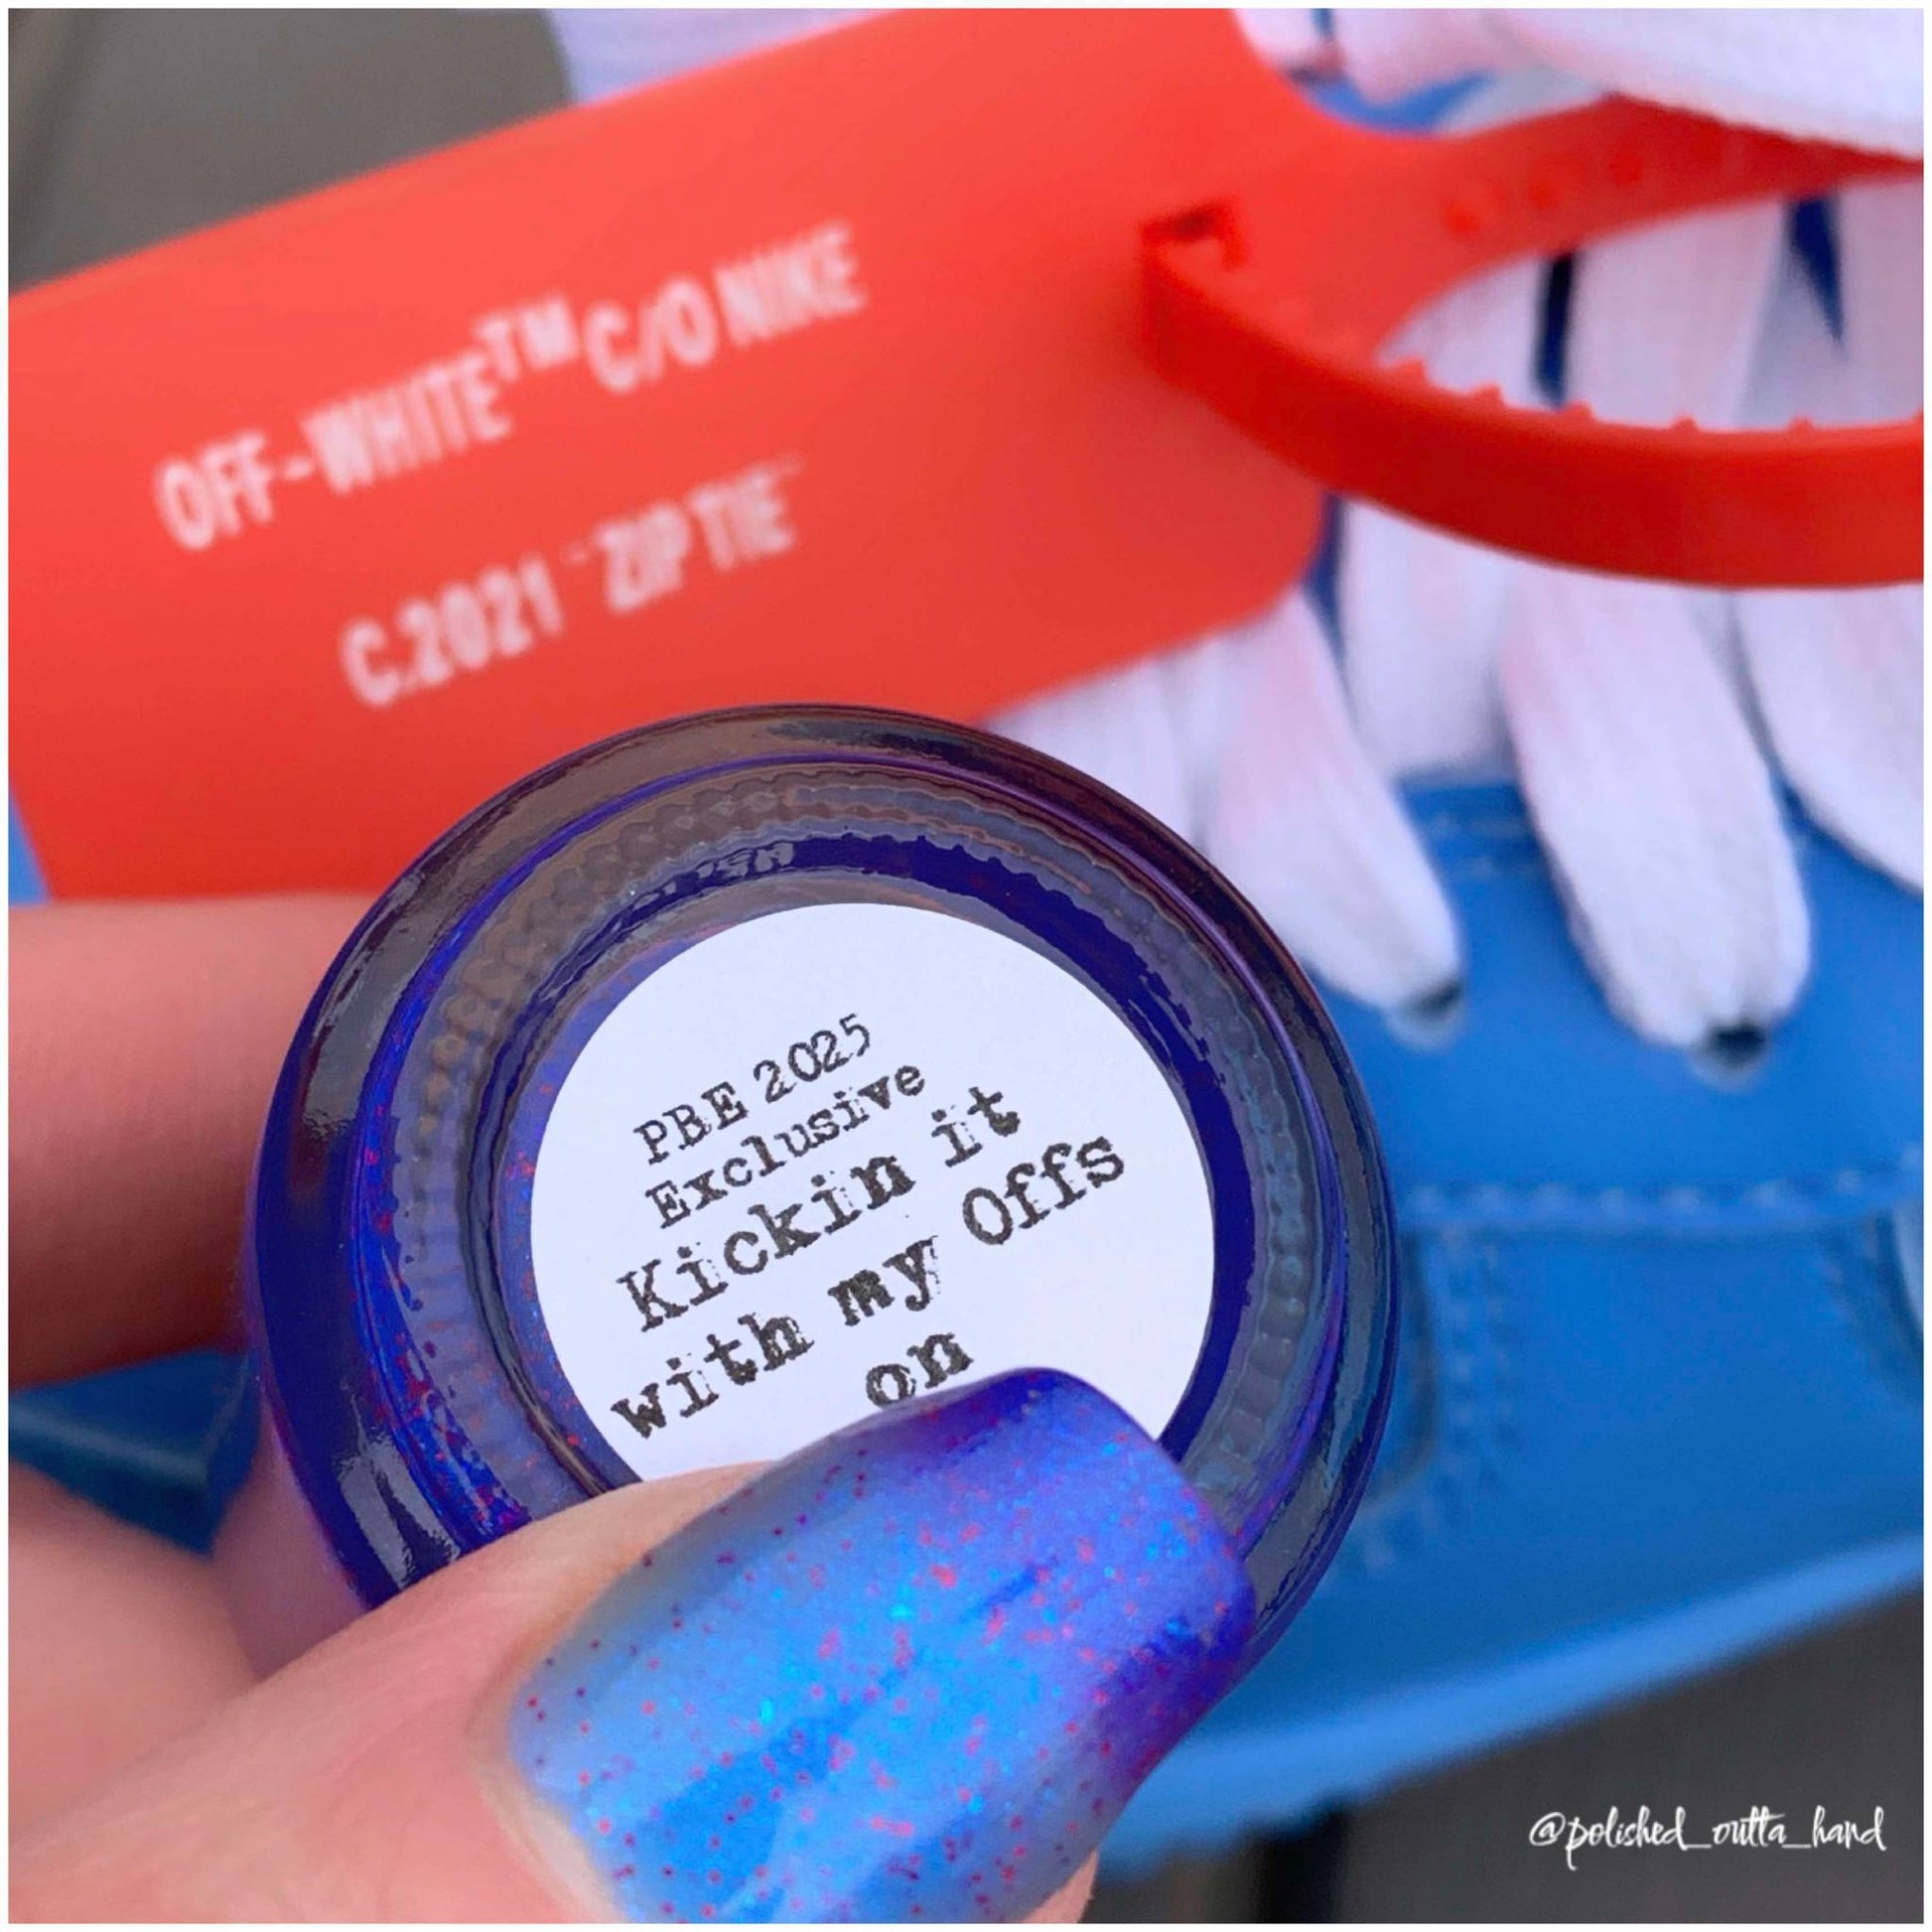 OFF-WHITE™ C/O NIKE
C.2021 "ZIP TIE"
PBE 2025
Exclusive
Kickin it
with my Offs
on
@polished_outta_hand